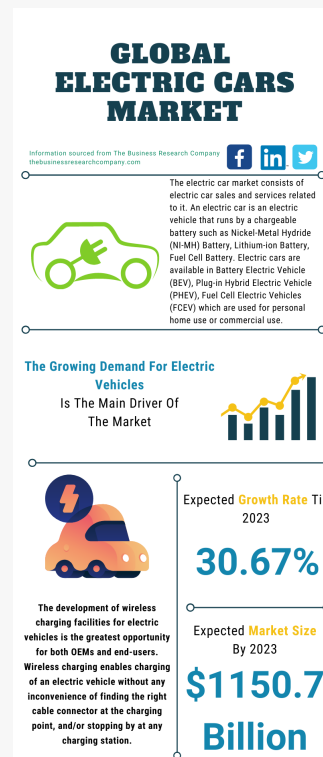 GLOBAL
ELECTRIC CARS
MARKET
Information sourced from The Business Research Company
thebusinessresearchcompany.com
The electric car market consists of
electric car sales and services related
to it. An electric car is an electric
vehicle that runs by a chargeable
battery such as Nickel-Metal Hydride
(NI-MH) Battery, Lithium-ion Battery,
Fuel Cell Battery. Electric cars are
available in Battery Electric Vehicle
(BEV), Plug-in Hybrid Electric Vehicle
(PHEV), Fuel Cell Electric Vehicles
(FCEV) which are used for personal
home use or commercial use.
The Growing Demand For Electric
Vehicles
Is The Main Driver Of
The Market
Expected Growth Rate Ti
2023
30.67%
The development of wireless
charging facilities for electric
vehicles is the greatest opportunity
for both OEMs and end-users.
Wireless charging enables charging
of an electric vehicle without any
inconvenience of finding the right
cable connector at the charging
point, and/or stopping by at any
charging station.
Expected Market Size
By 2023
$1150.7
Billion